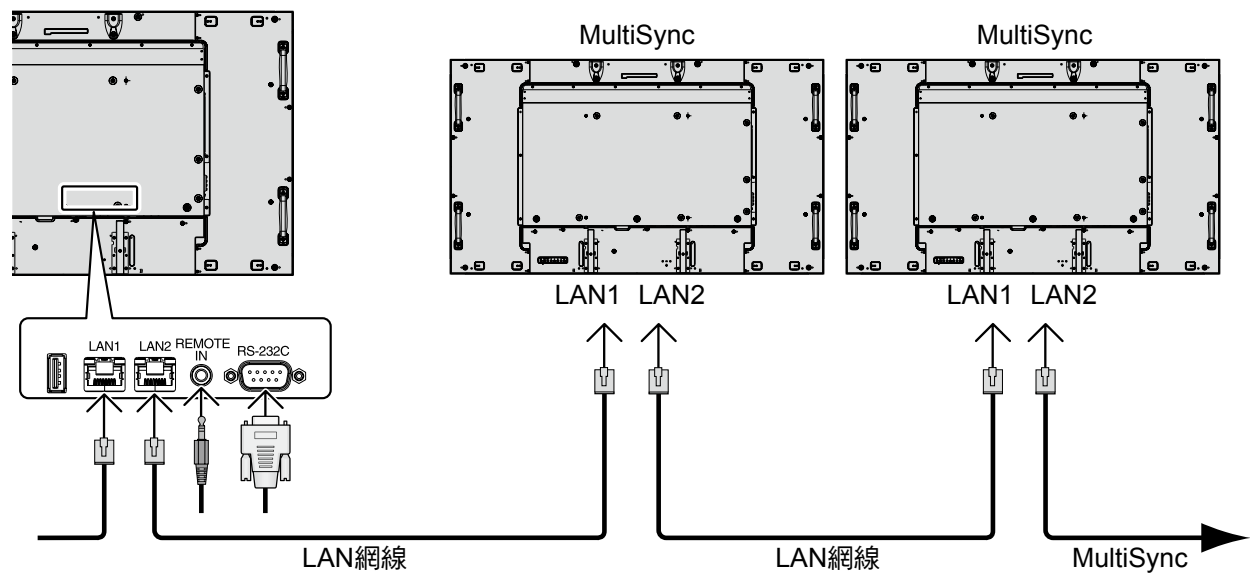 MultiSync
MultiSync
LAN1 LAN2
LAN1 LAN2
LAN1
LAN2
REMOTE
IN
RS-232C
LAN網線
LAN網線
MultiSync